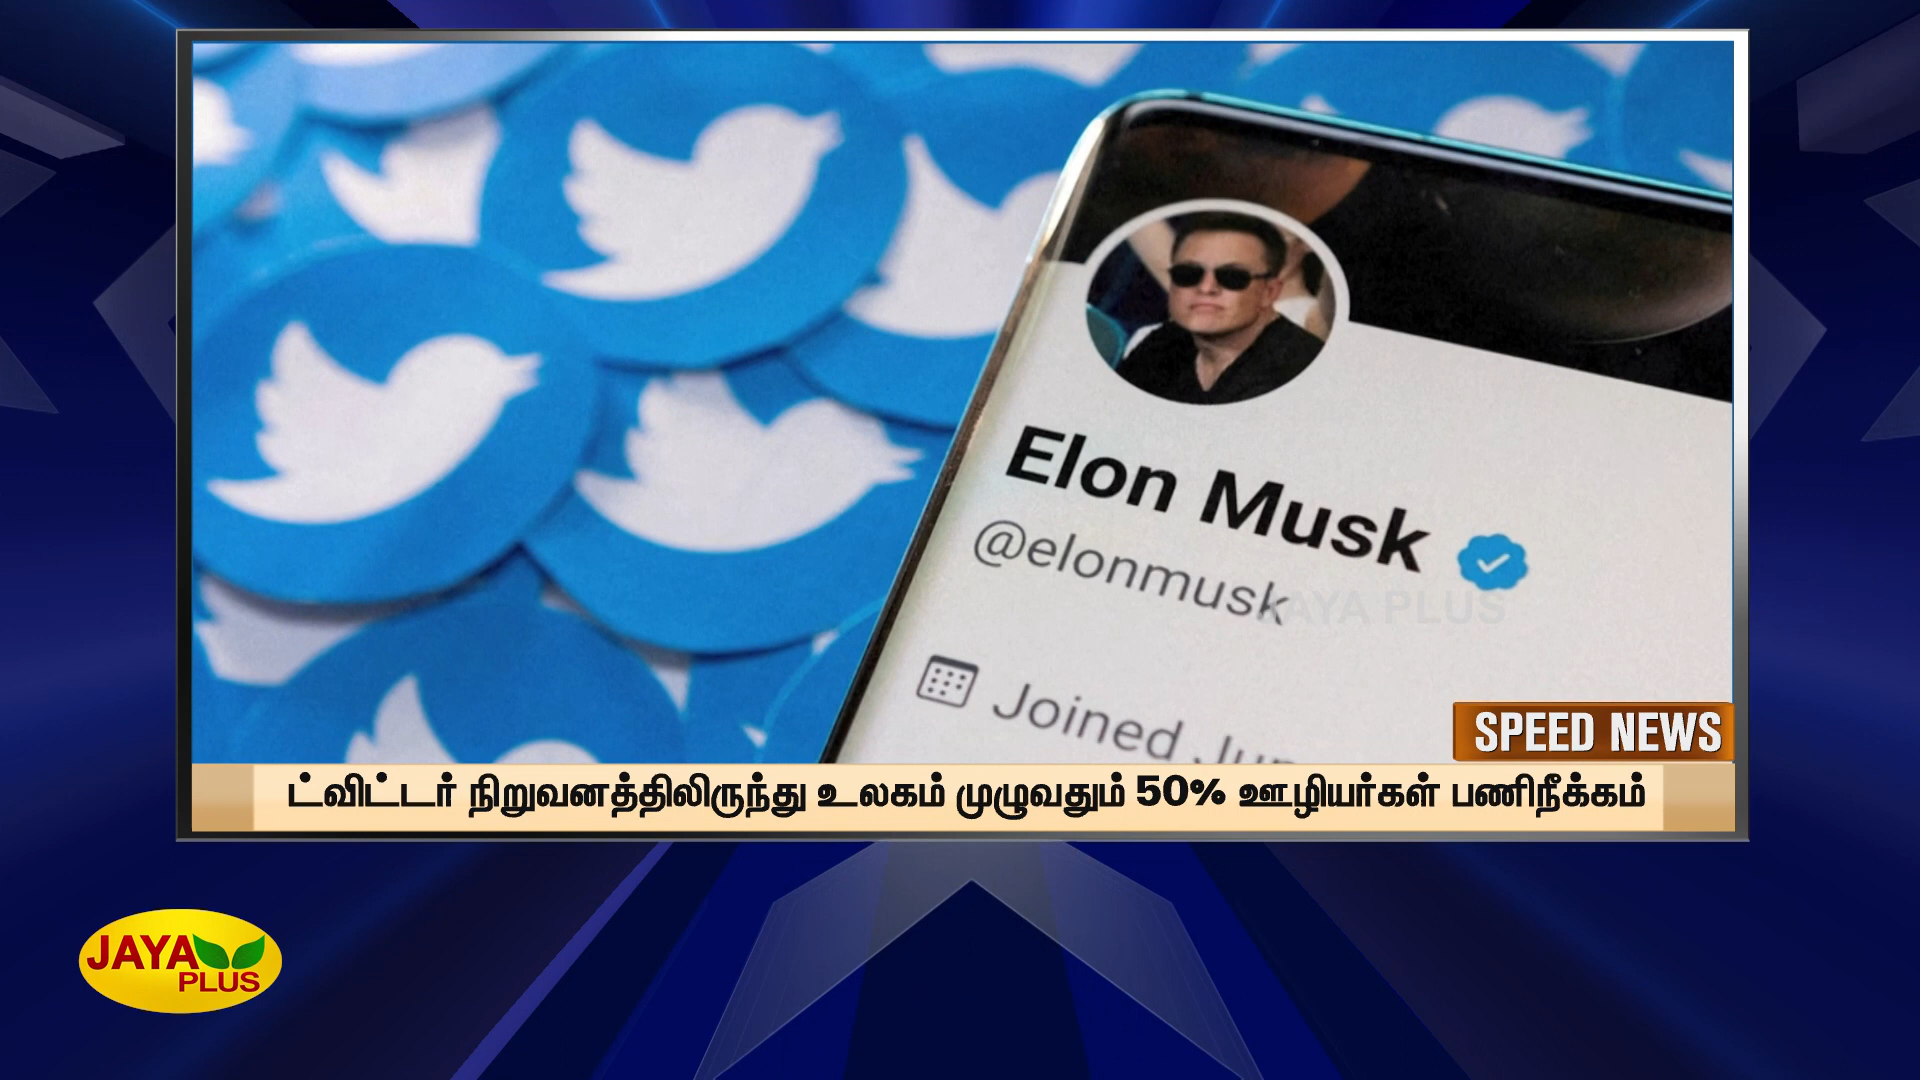 Elon Musk
@elonmusk
JAYA PLUS
Joined
SPEED NEWS
ட்விட்டர் நிறுவனத்திலிருந்து உலகம் முழுவதும் 50% ஊழியர்கள் பணிநீக்கம்
JAYA
PLUS